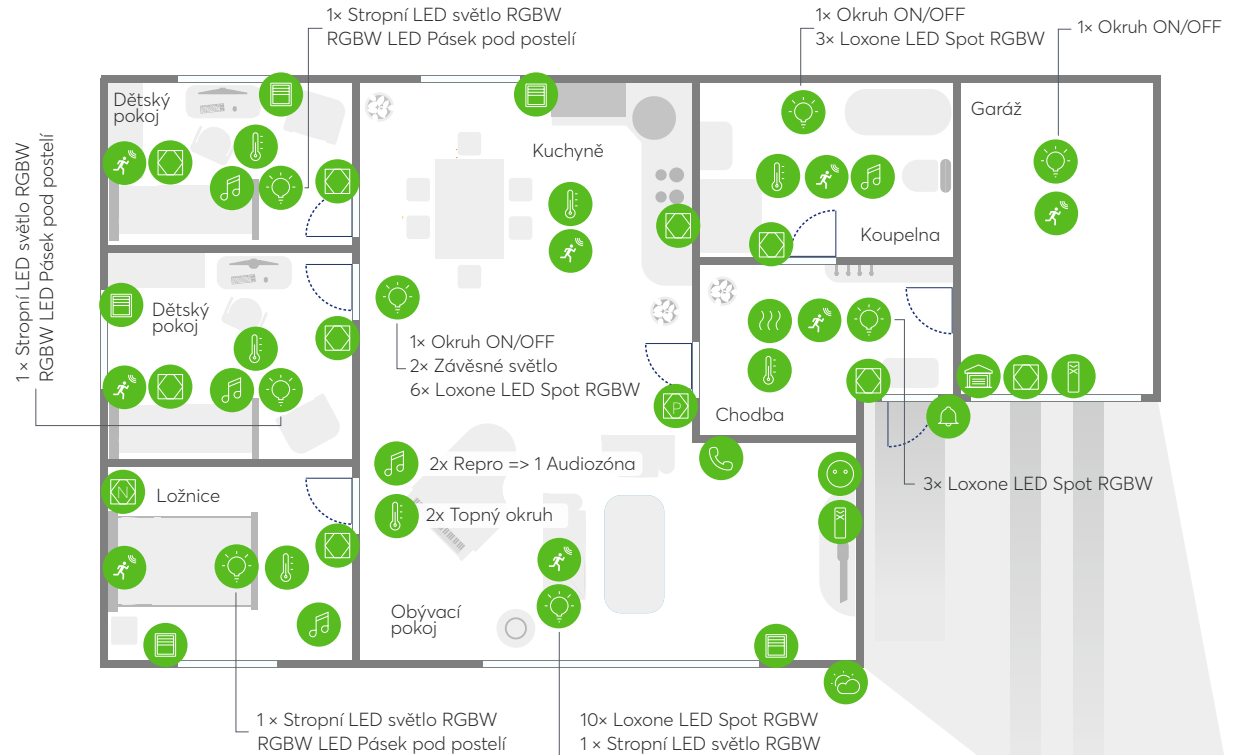 1× Stropní LED světlo RGBW
RGBW LED Pásek pod postelí
1× Okruh ON/OFF
3× Loxone LED Spot RGBW
1× Okruh ON/OFF
Dětský
pokoj
Kuchyně
Koupelna
Garáž
1 × Stropní LED světlo RGBW
RGBW LED Pásek pod postelí
Dětský
pokoj
1× Okruh ON/OFF
2× Závěsné světlo
6× Loxone LED Spot RGBW
P
Chodba
3× Loxone LED Spot RGBW
N
Ložnice
2x Repro => 1 Audiozóna
2x Topný okruh
Obývací
pokoj
1 × Stropní LED světlo RGBW
RGBW LED Pásek pod postelí
10× Loxone LED Spot RGBW
1 × Stropní LED světlo RGBW